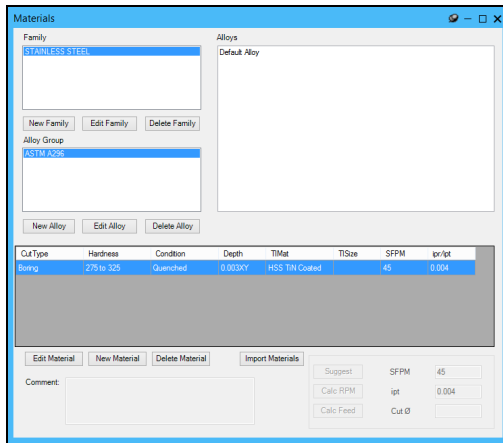 Materials
Family
Alloys
STAINLESS STEEL
Default Alloy
New Family Edit Family Delete Family
Alloy Group
ASTM A296
New Alloy Edit Alloy Delete Alloy
Cut Type Hardness Condition Depth TlMat TlSize SFPM ipr/ipt
Boring 275 to 325 Quenched 0.003XY HSS TiN Coated 45 0.004
Edit Material New Material Delete Material Import Materials
Comment:
Suggest SFPM 45
Calc RPM ipt 0.004
Calc Feed Cut Ø